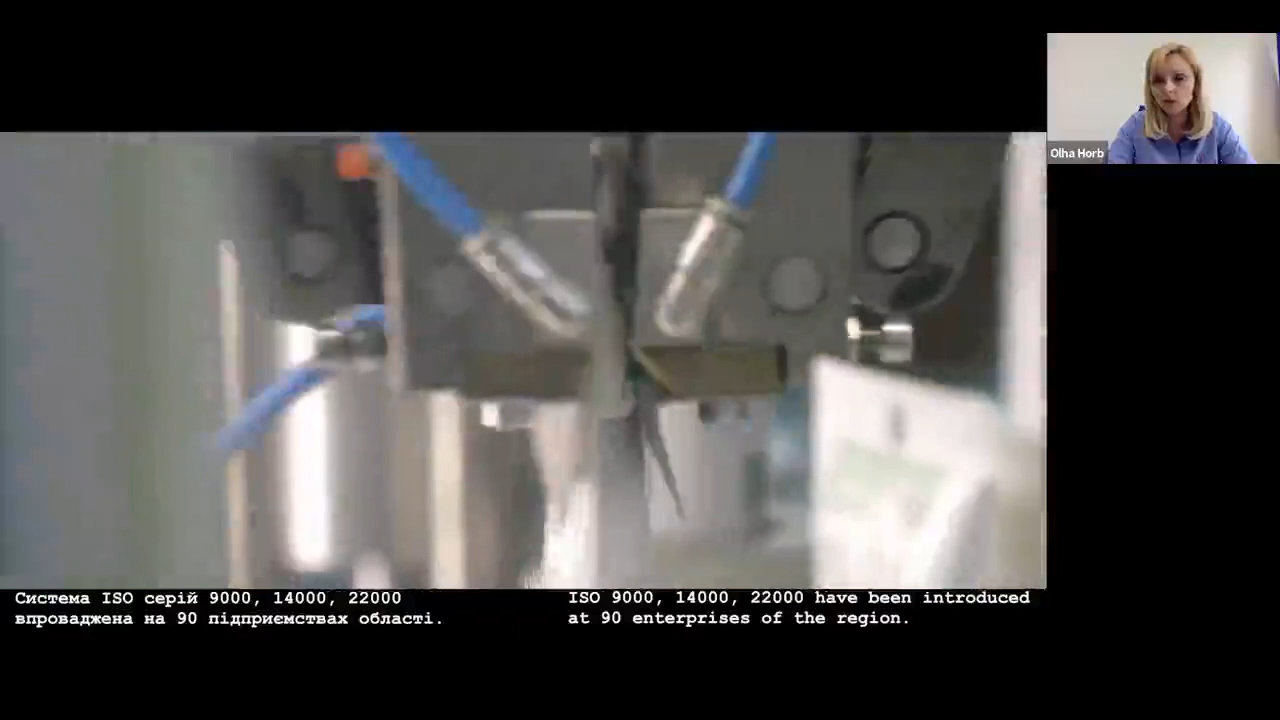 Olha Horb
Система ISO серій 9000, 14000, 22000
впроваджена на 90 підприємствах області.
ISO 9000, 14000, 22000 have been introduced
at 90 enterprises of the region.